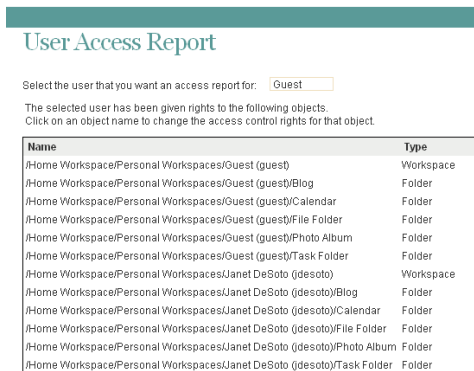 User Access Report
Select the user that you want an access report for: Guest
The selected user has been given rights to the following objects.
Click on an object name to change the access control rights for that object.
Name Type
/Home Workspace/Personal Workspaces/Guest (guest) Workspace
/Home Workspace/Personal Workspaces/Guest (guest)/Blog Folder
/Home Workspace/Personal Workspaces/Guest (guest)/Calendar Folder
/Home Workspace/Personal Workspaces/Guest (guest)/File Folder Folder
/Home Workspace/Personal Workspaces/Guest (guest)/Photo Album Folder
/Home Workspace/Personal Workspaces/Guest (guest)/Task Folder Folder
/Home Workspace/Personal Workspaces/Janet DeSoto (jdesoto) Workspace
/Home Workspace/Personal Workspaces/Janet DeSoto (jdesoto)/Blog Folder
/Home Workspace/Personal Workspaces/Janet DeSoto (jdesoto)/Calendar Folder
/Home Workspace/Personal Workspaces/Janet DeSoto (jdesoto)/File Folder Folder
/Home Workspace/Personal Workspaces/Janet DeSoto (jdesoto)/Photo Album Folder
/Home Workspace/Personal Workspaces/Janet DeSoto (jdesoto)/Task Folder Folder